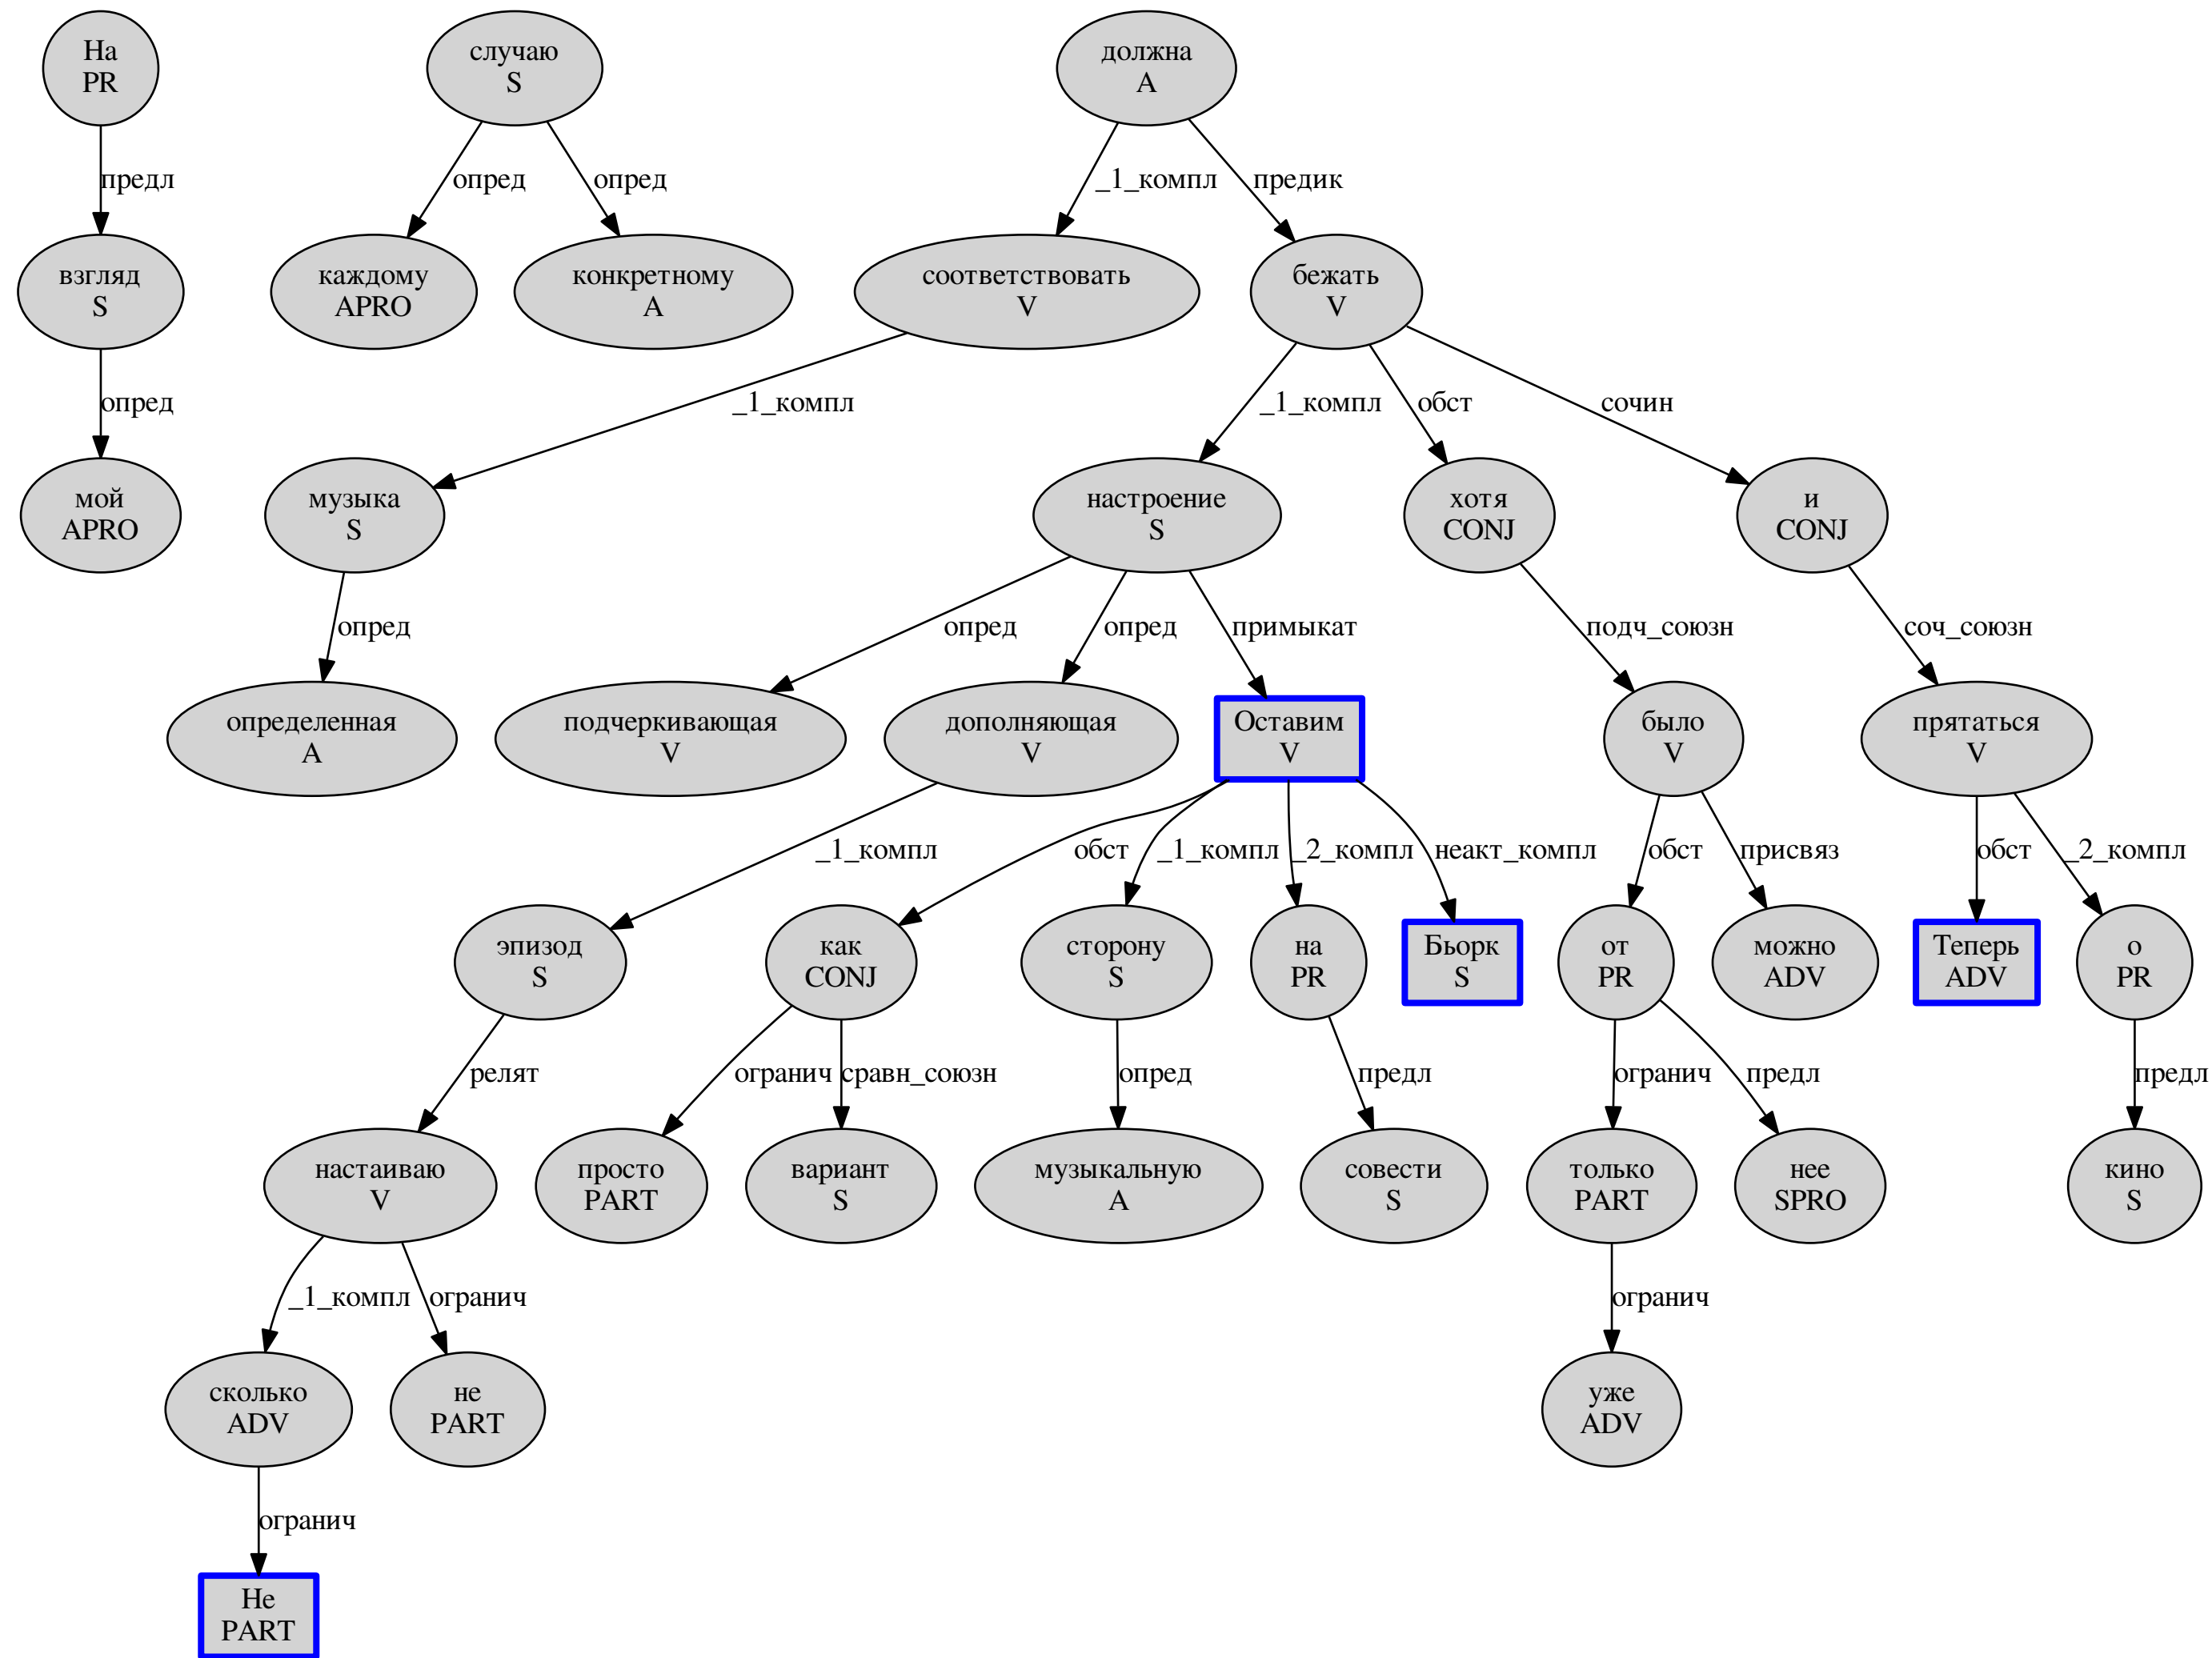 На
PR
случаю
S
должна
A
предл
опред
опред
_1_компл
предик
взгляд
S
каждому
APRO
конкретному
A
соответствовать
V
бежать
V
опред
_1_компл
_1_компл
обст
сочин
мой
APRO
музыка
S
настроение
S
хотя
CONJ
и
CONJ
опред
опред
опред
примыкат
подч_союзн
соч_союзн
определенная
A
подчеркивающая
V
дополняющая
V
Оставим
V
было
V
прятаться
V
_1_компл
обст
_1_компл
_2_компл
неакт_компл
обст
присвяз
обст
_2_компл
эпизод
S
как
CONJ
сторону
S
на
PR
Бьорк
S
от
PR
можно
ADV
Теперь
ADV
о
PR
релят
огранич
сравн_союзн
опред
предл
огранич
предл
предл
настаиваю
V
просто
PART
вариант
S
музыкальную
A
совести
S
только
PART
нее
SPRO
кино
S
_1_компл
огранич
огранич
сколько
ADV
не
PART
уже
ADV
огранич
Не
PART